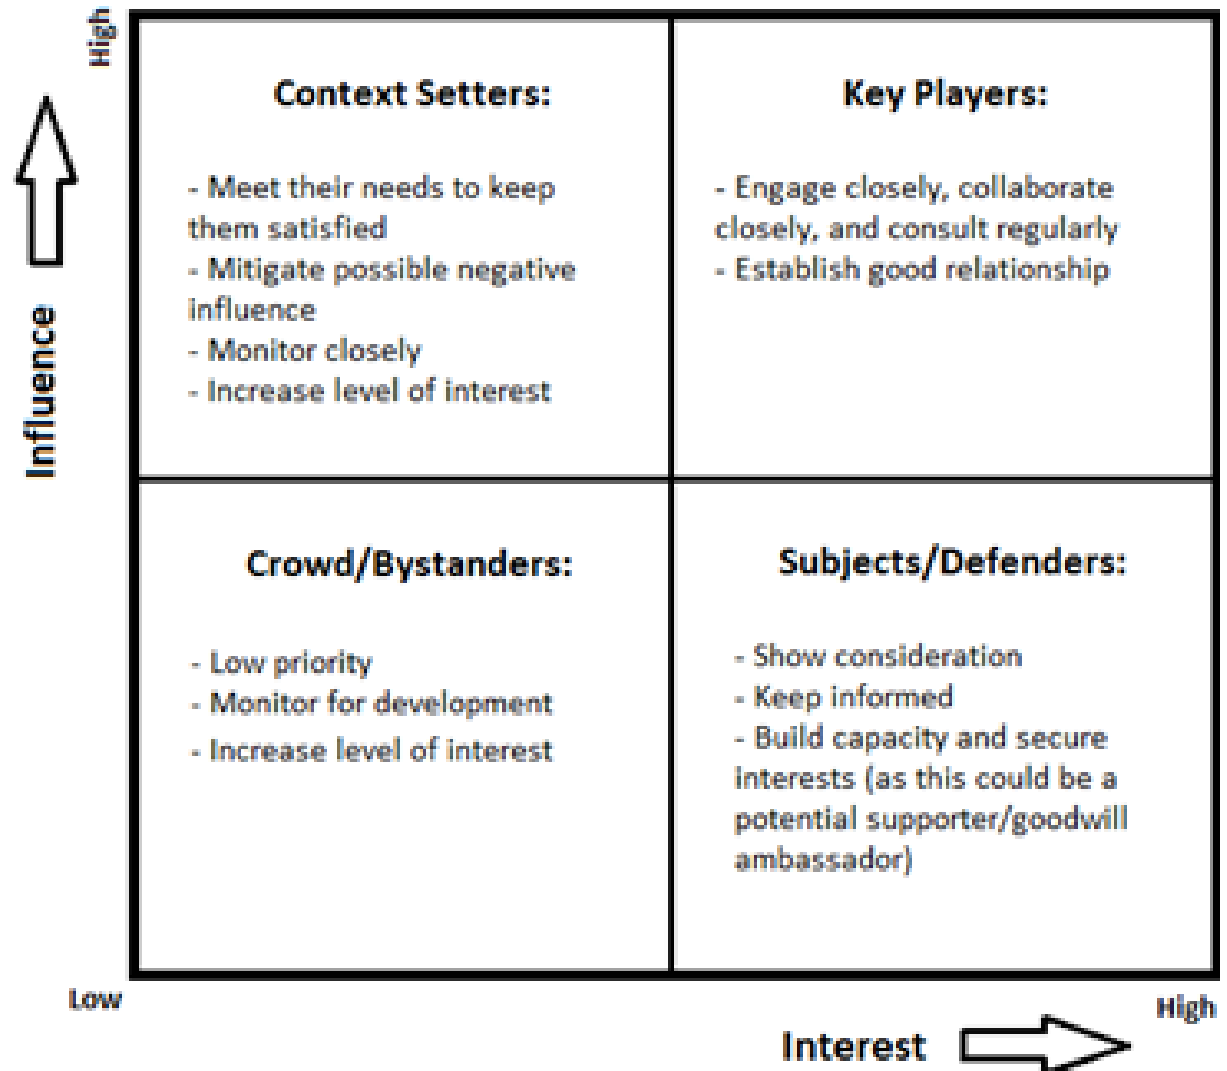 High
Context Setters:
- Meet their needs to keep
them satisfied
- Mitigate possible negative
influence
- Monitor closely
- Increase level of interest
Key Players:
- Engage closely, collaborate
closely, and consult regularly
- Establish good relationship
Influence
Crowd/Bystanders:
- Low priority
- Monitor for development
- Increase level of interest
Subjects/Defenders:
- Show consideration
- Keep informed
- Build capacity and secure
interests (as this could be a
potential supporter/goodwill
ambassador)
Low
High
Interest